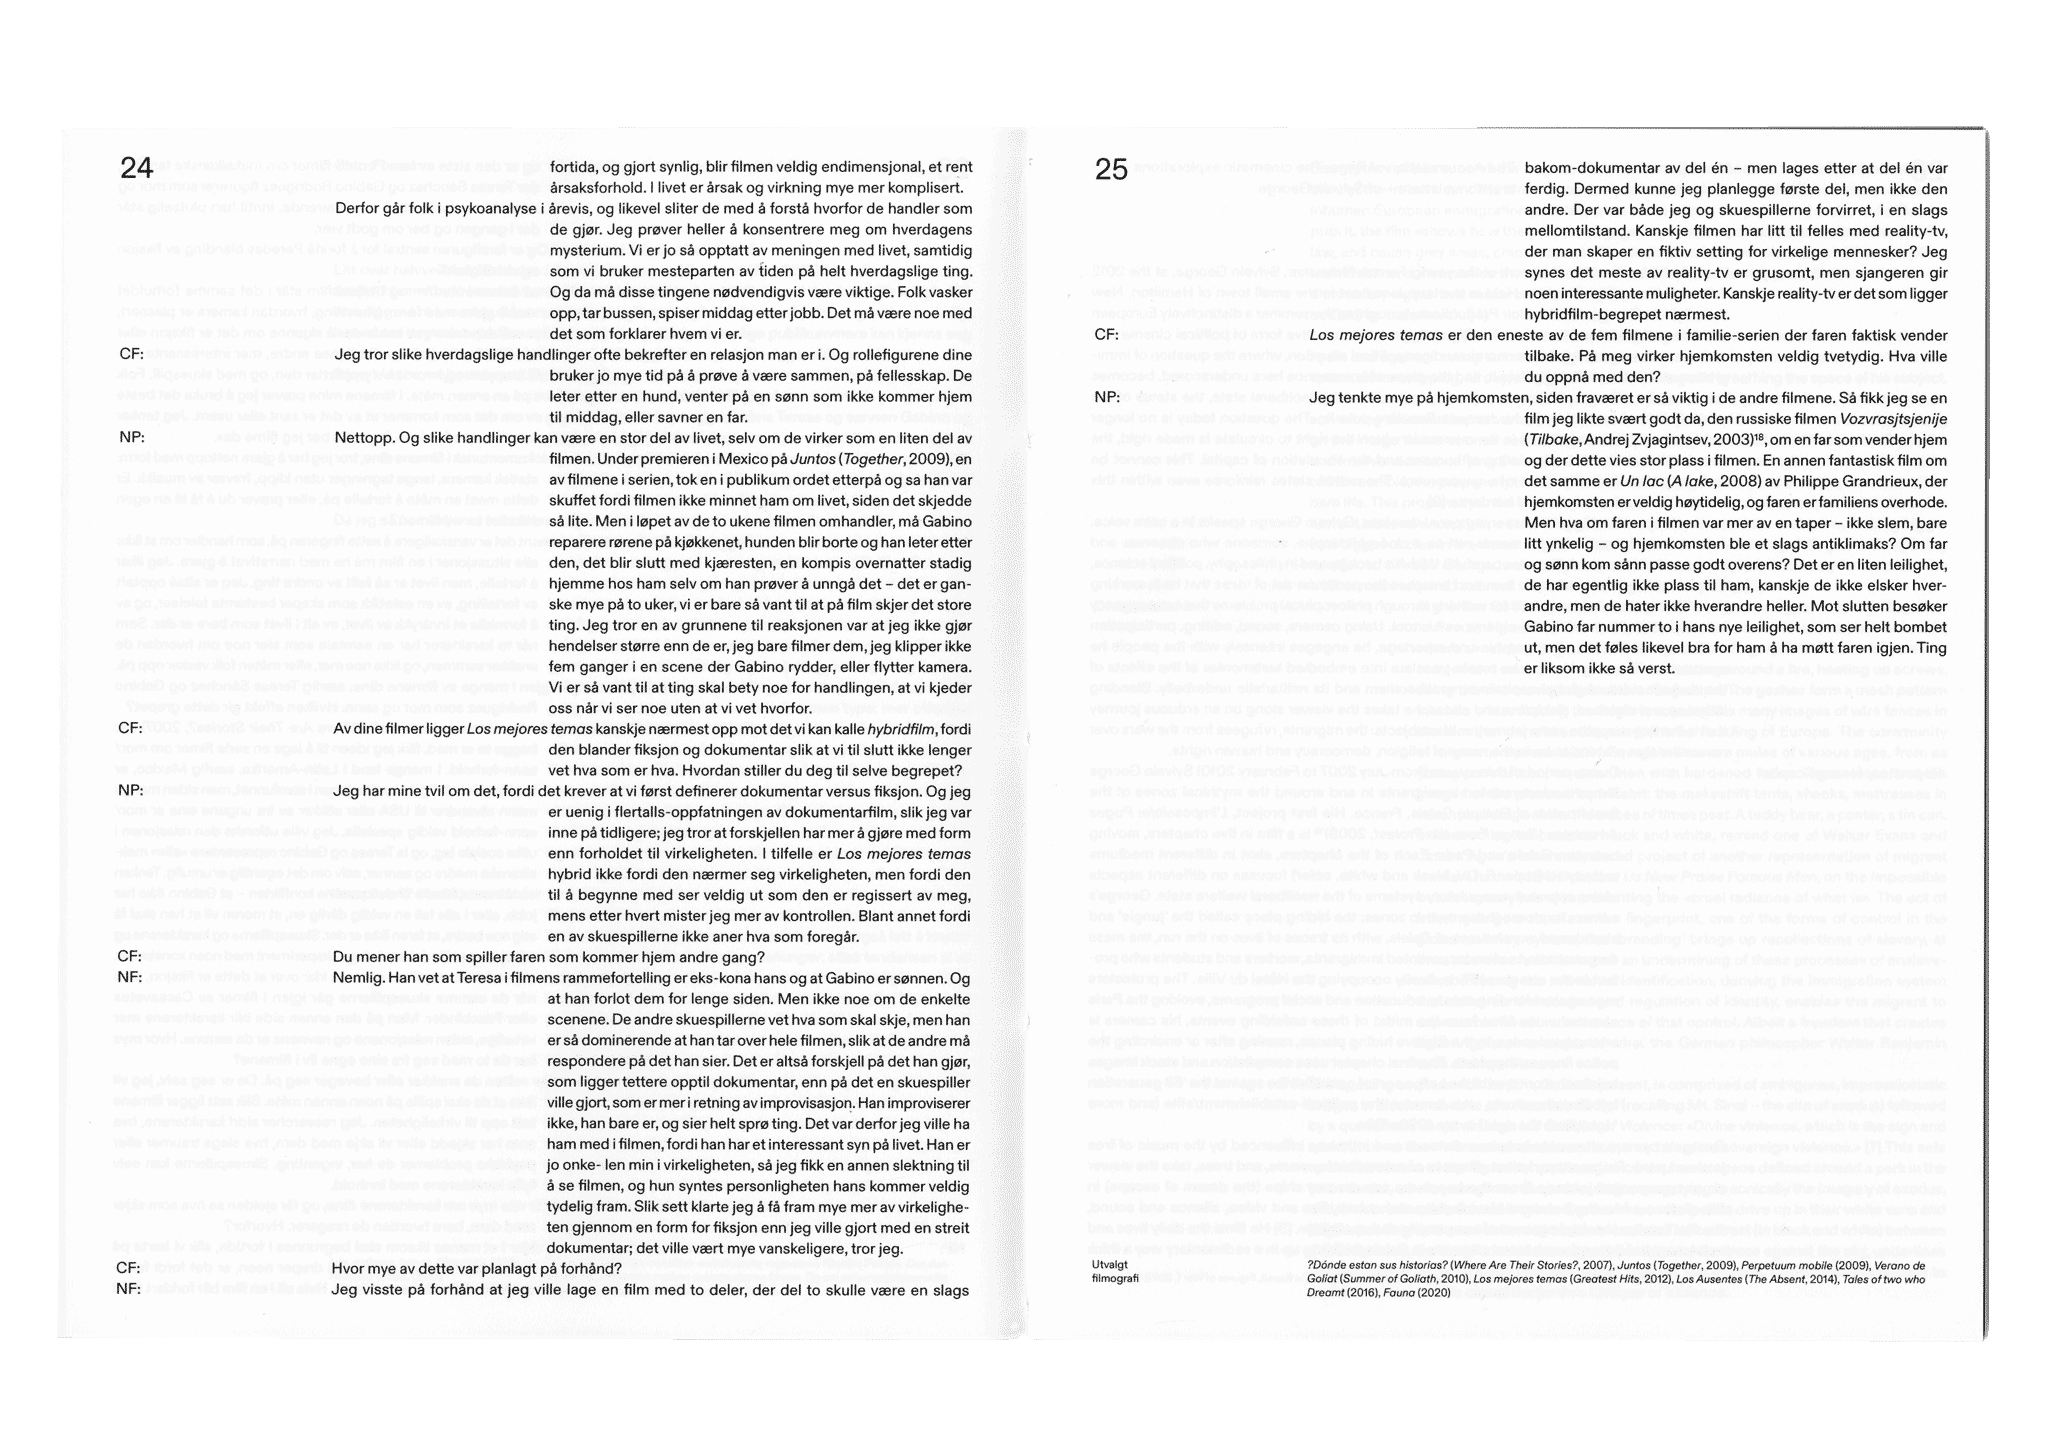 24
fortida, og gjort synlig, blir filmen veldig endimensjonal, et rent
årsaksforhold. I livet er årsak og virkning mye mer komplisert.
Derfor går folk i psykoanalyse i årevis, og likevel sliter de med å forstå hvorfor de handler som
de gjør. Jeg prøver heller å konsentrere meg om hverdagens
mysterium. Vi er jo så opptatt av meningen med livet, samtidig
som vi bruker mesteparten av tiden på helt hverdagslige ting.
Og da må disse tingene nødvendigvis være viktige. Folk vasker
opp, tar bussen, spiser middag etter jobb. Det må være noe med
det som forklarer hvem vi er.
CF: Jeg tror slike hverdagslige handlinger ofte bekrefter en relasjon man er i. Og rollefigurene dine
bruker jo mye tid på å prøve å være sammen, på fellesskap. De
leter etter en hund, venter på en sønn som ikke kommer hjem
til middag, eller savner en far.
NP: Nettopp. Og slike handlinger kan være en stor del av livet, selv om de virker som en liten del av
filmen. Under premieren i Mexico på Juntos (Together, 2009), en
av filmene i serien, tok en i publikum ordet etterpå og sa han var
skuffet fordi filmen ikke minnet ham om livet, siden det skjedde
så lite. Men i løpet av de to ukene filmen omhandler, må Gabino
reparere rørene på kjøkkenet, hunden blir borte og han leter etter
den, det blir slutt med kjæresten, en kompis overnatter stadig
hjemme hos ham selv om han prøver å unngå det – det er gan-
ske mye på to uker, vi er bare så vant til at på film skjer det store
ting. Jeg tror en av grunnene til reaksjonen var at jeg ikke gjør
hendelser større enn de er, jeg bare filmer dem, jeg klipper ikke
fem ganger i en scene der Gabino rydder, eller flytter kamera.
Vi er så vant til at ting skal bety noe for handlingen, at vi kjeder
oss når vi ser noe uten at vi vet hvorfor.
CF: Av dine filmer ligger Los mejores temas kanskje nærmest opp mot det vi kan kalle hybridfilm, fordi
den blander fiksjon og dokumentar slik at vi til slutt ikke lenger
vet hva som er hva. Hvordan stiller du deg til selve begrepet?
NP: Jeg har mine tvil om det, fordi det krever at vi først definerer dokumentar versus fiksjon. Og jeg
er uenig i flertalls-oppfatningen av dokumentarfilm, slik jeg var
inne på tidligere; jeg tror at forskjellen har mer å gjøre med form
enn forholdet til virkeligheten. I tilfelle er Los mejores temas
hybrid ikke fordi den nærmer seg virkeligheten, men fordi den
til å begynne med ser veldig ut som den er regissert av meg,
mens etter hvert mister jeg mer av kontrollen. Blant annet fordi
en av skuespillerne ikke aner hva som foregår.
CF: Du mener han som spiller faren som kommer hjem andre gang?
NF: Nemlig. Han vet at Teresa i filmens rammefortelling er eks-kona hans og at Gabino er sønnen. Og
at han forlot dem for lenge siden. Men ikke noe om de enkelte
scenene. De andre skuespillerne vet hva som skal skje, men han
er så dominerende at han tar over hele filmen, slik at de andre må
respondere på det han sier. Det er altså forskjell på det han gjør,
som ligger tettere opptil dokumentar, enn på det en skuespiller
ville gjort, som er mer i retning av improvisasjon. Han improviserer
ikke, han bare er, og sier helt sprø ting. Det var derfor jeg ville ha
ham med i filmen, fordi han har et interessant syn på livet. Han er
jo onke- len min i virkeligheten, så jeg fikk en annen slektning til
å se filmen, og hun syntes personligheten hans kommer veldig
tydelig fram. Slik sett klarte jeg å få fram mye mer av virkelighe-
ten gjennom en form for fiksjon enn jeg ville gjort med en streit
dokumentar; det ville vært mye vanskeligere, tror jeg.
CF: Hvor mye av dette var planlagt på forhånd?
NF: Jeg visste på forhånd at jeg ville lage en film med to deler, der del to skulle være en slags
25
bakom-dokumentar av del én – men lages etter at del én var
ferdig. Dermed kunne jeg planlegge første del, men ikke den
andre. Der var både jeg og skuespillerne forvirret, i en slags
mellomtilstand. Kanskje filmen har litt til felles med reality-tv,
der man skaper en fiktiv setting for virkelige mennesker? Jeg
synes det meste av reality-tv er grusomt, men sjangeren gir
noen interessante muligheter. Kanskje reality-tv er det som ligger
hybridfilm-begrepet nærmest.
CF: Los mejores temas er den eneste av de fem filmene i familie-serien der faren faktisk vender
tilbake. På meg virker hjemkomsten veldig tvetydig. Hva ville
du oppnå med den?
NP: Jeg tenkte mye på hjemkomsten, siden fraværet er så viktig i de andre filmene. Så fikk jeg se en
film jeg likte svært godt da, den russiske filmen Vozvrasjtsjenije
(Tilbake, Andrej Zvjagintsev, 2003)¹⁸, om en far som vender hjem
og der dette vies stor plass i filmen. En annen fantastisk film om
det samme er Un lac (A lake, 2008) av Philippe Grandrieux, der
hjemkomsten er veldig høytidelig, og faren er familiens overhode.
Men hva om faren i filmen var mer av en taper – ikke slem, bare
litt ynkelig – og hjemkomsten ble et slags antiklimaks? Om far
og sønn kom sånn passe godt overens? Det er en liten leilighet,
de har egentlig ikke plass til ham, kanskje de ikke elsker hver-
andre, men de hater ikke hverandre heller. Mot slutten besøker
Gabino far nummer to i hans nye leilighet, som ser helt bombet
ut, men det føles likevel bra for ham å ha møtt faren igjen. Ting
er liksom ikke så verst.
Utvalgt
filmografi
?Dónde estan sus historias? (Where Are Their Stories?, 2007), Juntos (Together, 2009), Perpetuum mobile (2009), Verano de
Goliat (Summer of Goliath, 2010), Los mejores temas (Greatest Hits, 2012), Los Ausentes (The Absent, 2014), Tales of two who
Dreamt (2016), Fauna (2020)